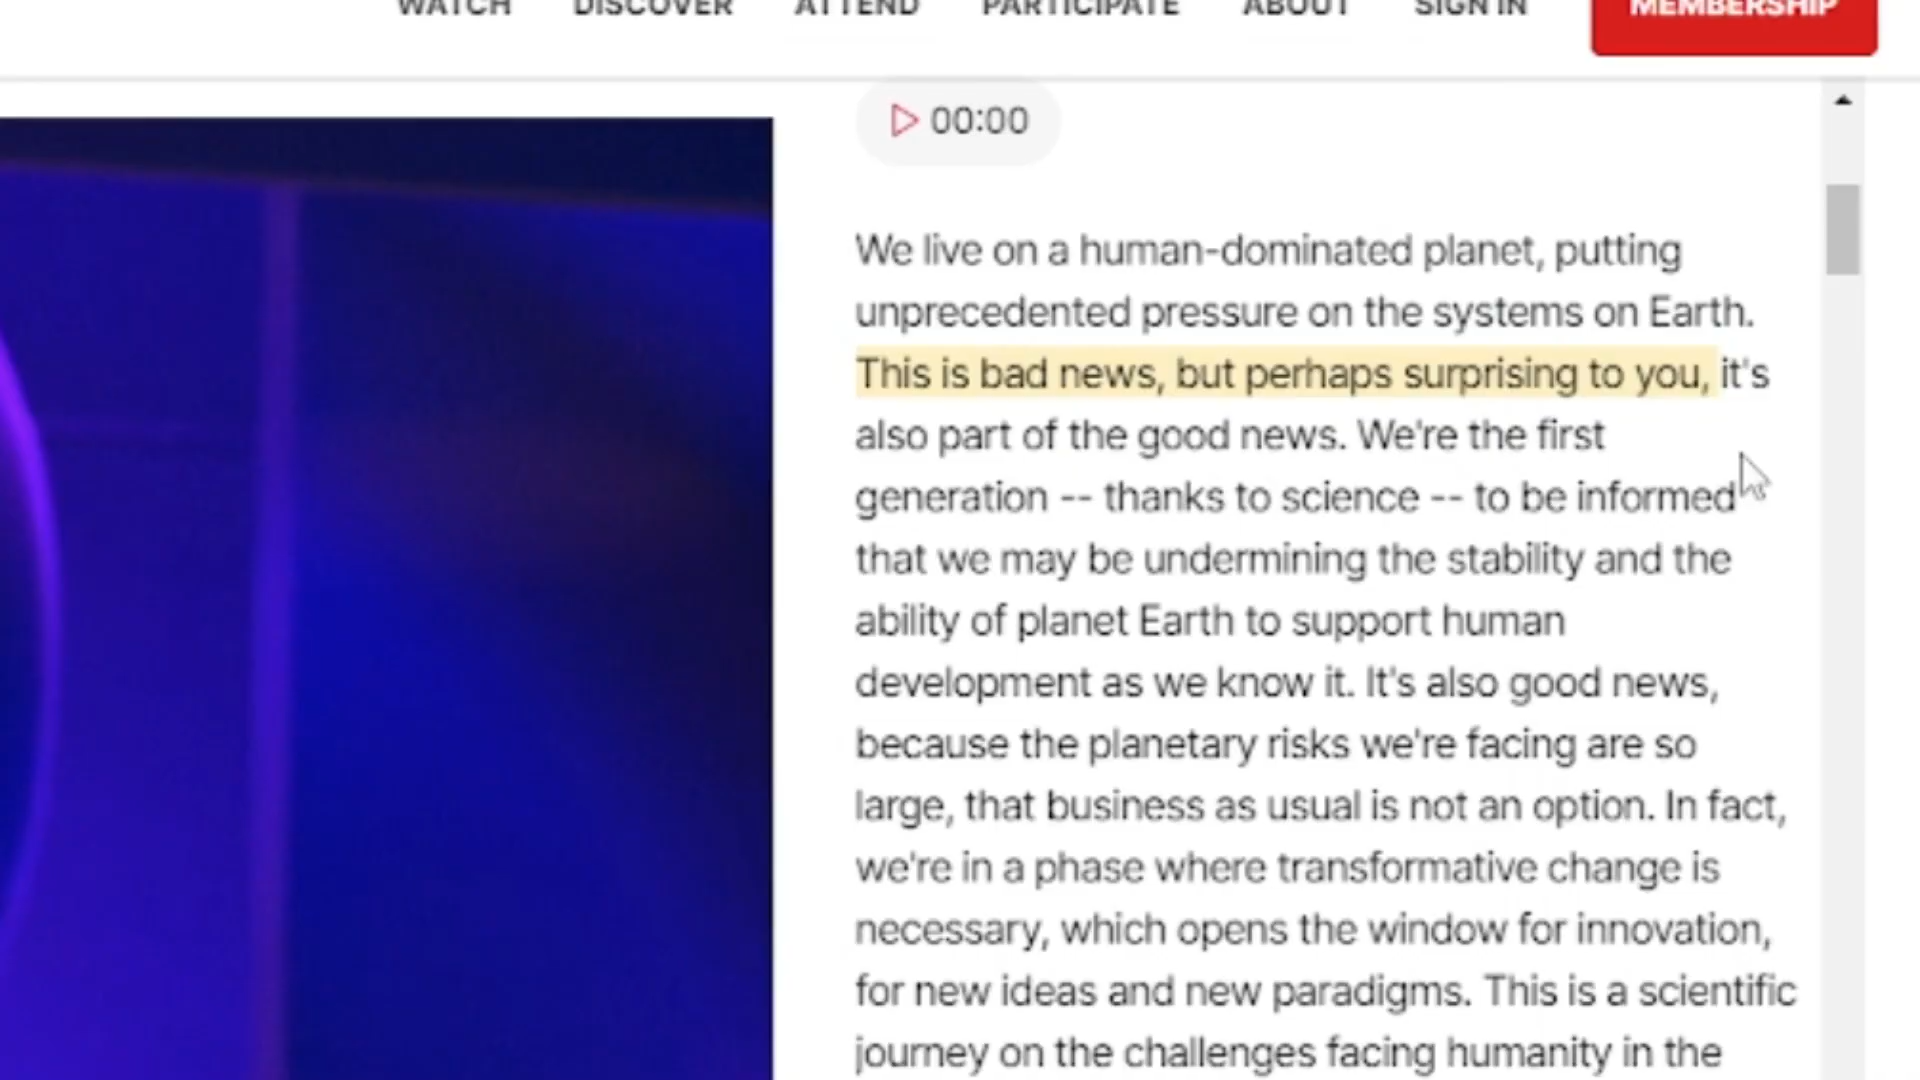 WATCH DISCOVER ATTEND PARTICIPATE ABOUT SIGN IN MEMBERSHIP
00:00
We live on a human-dominated planet, putting
unprecedented pressure on the systems on Earth.
This is bad news, but perhaps surprising to you, it's
also part of the good news. We're the first
generation -- thanks to science -- to be informed
that we may be undermining the stability and the
ability of planet Earth to support human
development as we know it. It's also good news,
because the planetary risks we're facing are so
large, that business as usual is not an option. In fact,
we're in a phase where transformative change is
necessary, which opens the window for innovation,
for new ideas and new paradigms. This is a scientific
journey on the challenges facing humanity in the